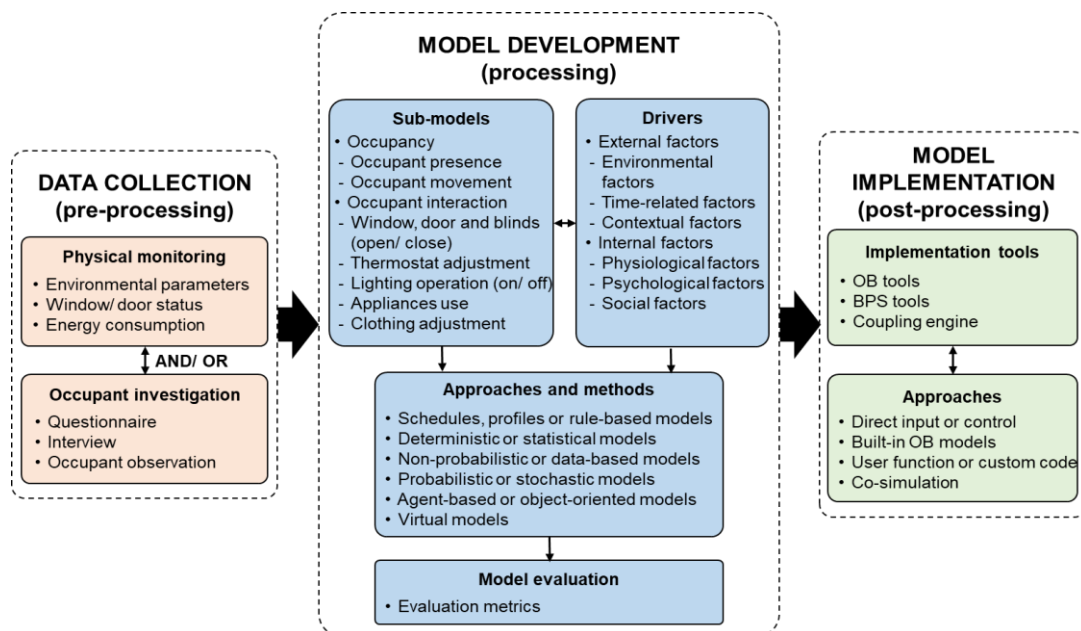 DATA COLLECTION
(pre-processing)
Physical monitoring
• Environmental parameters
• Window/ door status
• Energy consumption
AND/ OR
Occupant investigation
• Questionnaire
• Interview
• Occupant observation
MODEL DEVELOPMENT
(processing)
Sub-models
• Occupancy
- Occupant presence
- Occupant movement
• Occupant interaction
- Window, door and blinds
(open/ close)
- Thermostat adjustment
- Lighting operation (on/ off)
- Appliances use
- Clothing adjustment
Drivers
• External factors
- Environmental
factors
- Time-related factors
- Contextual factors
• Internal factors
- Physiological factors
- Psychological factors
- Social factors
Approaches and methods
• Schedules, profiles or rule-based models
• Deterministic or statistical models
• Non-probabilistic or data-based models
• Probabilistic or stochastic models
• Agent-based or object-oriented models
• Virtual models
Model evaluation
• Evaluation metrics
MODEL
IMPLEMENTATION
(post-processing)
Implementation tools
• OB tools
• BPS tools
• Coupling engine
Approaches
• Direct input or control
• Built-in OB models
• User function or custom code
• Co-simulation